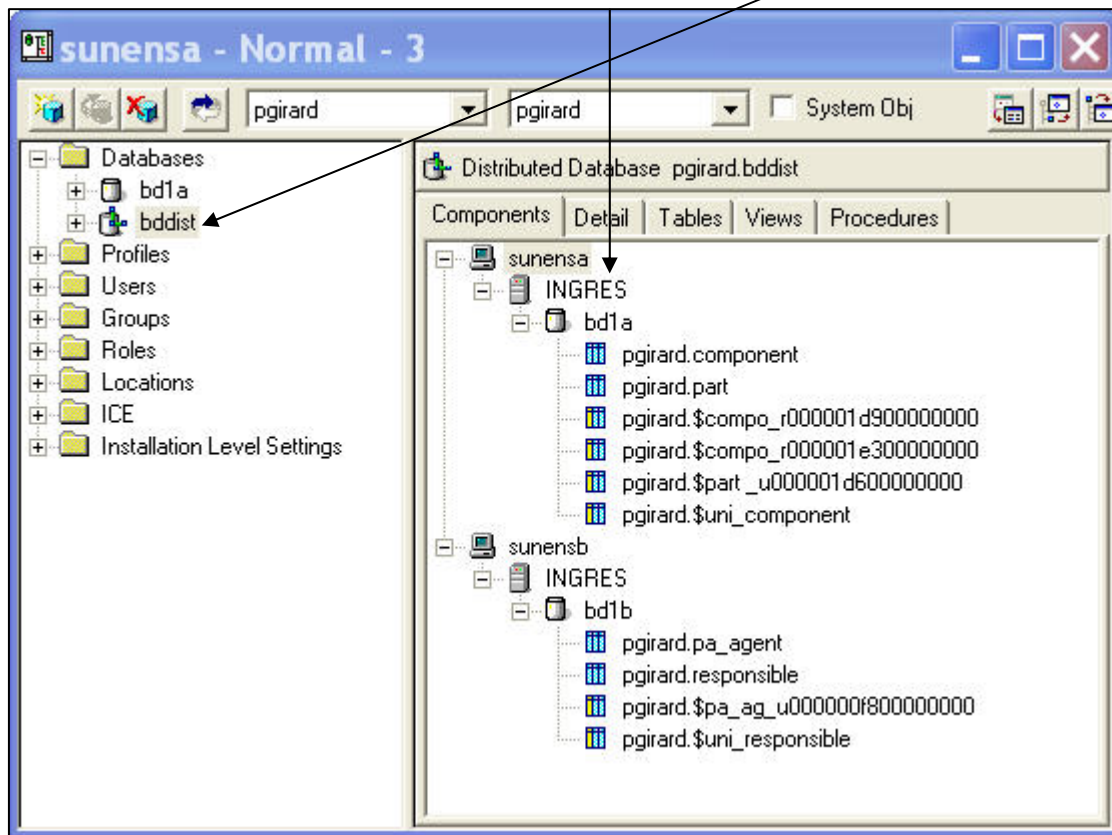 sunensa - Normal - 3
pgirard pgirard System Obj
Databases
bd1a
bddist
Profiles
Users
Groups
Roles
Locations
ICE
Installation Level Settings
Distributed Database pgirard.bddist
Components Detail Tables Views Procedures
sunensa
INGRES
bd1a
pgirard.component
pgirard.part
pgirard.$compo_r000001d900000000
pgirard.$compo_r000001e300000000
pgirard.$part _u000001d600000000
pgirard.$uni_component
sunensb
INGRES
bd1b
pgirard.pa_agent
pgirard.responsible
pgirard.$pa_ag_u000000f800000000
pgirard.$uni_responsible